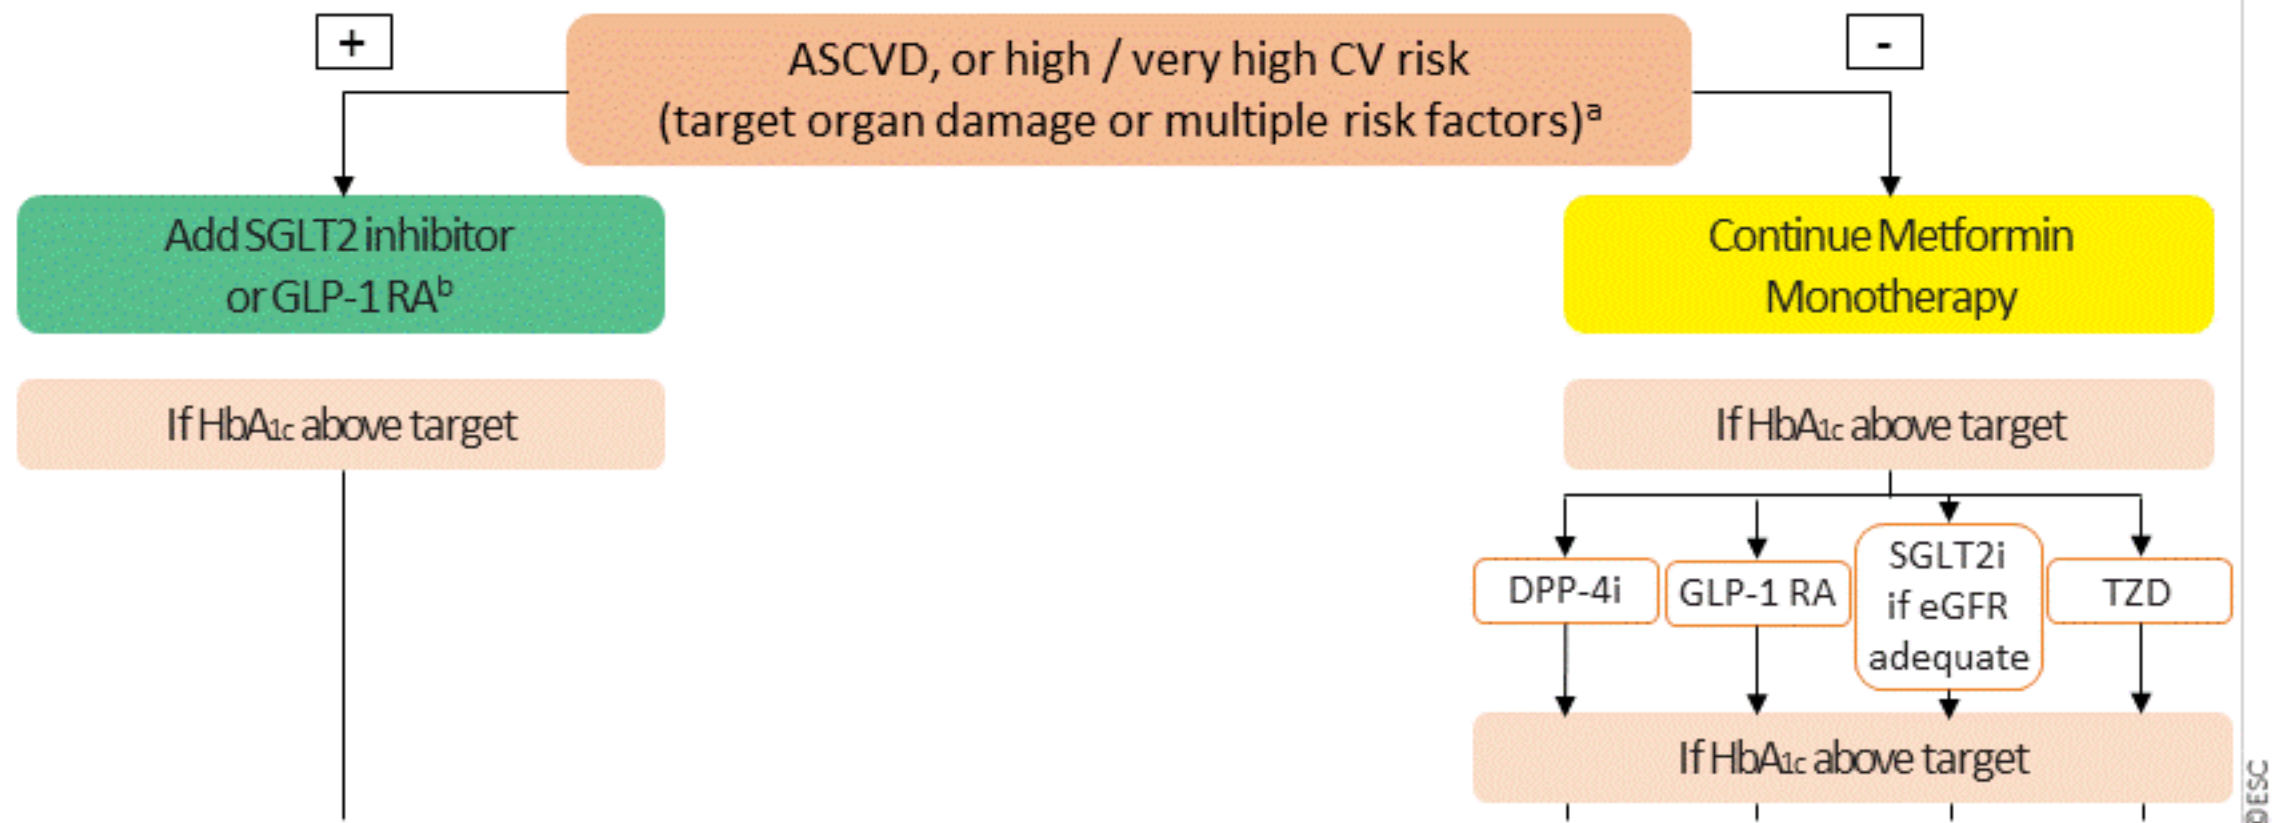 +
ASCVD, or high / very high CV risk
(target organ damage or multiple risk factors)ᵃ
-
Add SGLT2 inhibitor
or GLP-1 RAᵇ
Continue Metformin
Monotherapy
If HbA1c above target
If HbA1c above target
DPP-4i
GLP-1 RA
SGLT2i
if eGFR
adequate
TZD
If HbA1c above target
©ESC